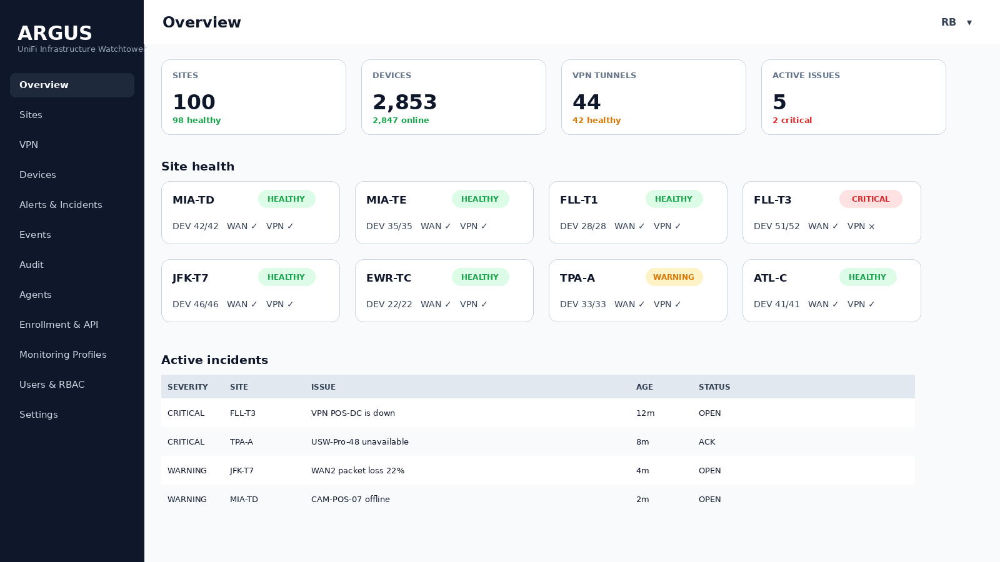 ARGUS
UniFi Infrastructure Watchtower
Overview
Sites
VPN
Devices
Alerts & Incidents
Events
Audit
Agents
Enrollment & API
Monitoring Profiles
Users & RBAC
Settings
Overview
RB ▼
SITES
100
98 healthy
DEVICES
2,853
2,847 online
VPN TUNNELS
44
42 healthy
ACTIVE ISSUES
5
2 critical
Site health
MIA-TD HEALTHY
DEV 42/42 WAN ✓ VPN ✓
MIA-TE HEALTHY
DEV 35/35 WAN ✓ VPN ✓
FLL-T1 HEALTHY
DEV 28/28 WAN ✓ VPN ✓
FLL-T3 CRITICAL
DEV 51/52 WAN ✓ VPN ×
JFK-T7 HEALTHY
DEV 46/46 WAN ✓ VPN ✓
EWR-TC HEALTHY
DEV 22/22 WAN ✓ VPN ✓
TPA-A WARNING
DEV 33/33 WAN ✓ VPN ✓
ATL-C HEALTHY
DEV 41/41 WAN ✓ VPN ✓
Active incidents
SEVERITY SITE ISSUE AGE STATUS
CRITICAL FLL-T3 VPN POS-DC is down 12m OPEN
CRITICAL TPA-A USW-Pro-48 unavailable 8m ACK
WARNING JFK-T7 WAN2 packet loss 22% 4m OPEN
WARNING MIA-TD CAM-POS-07 offline 2m OPEN